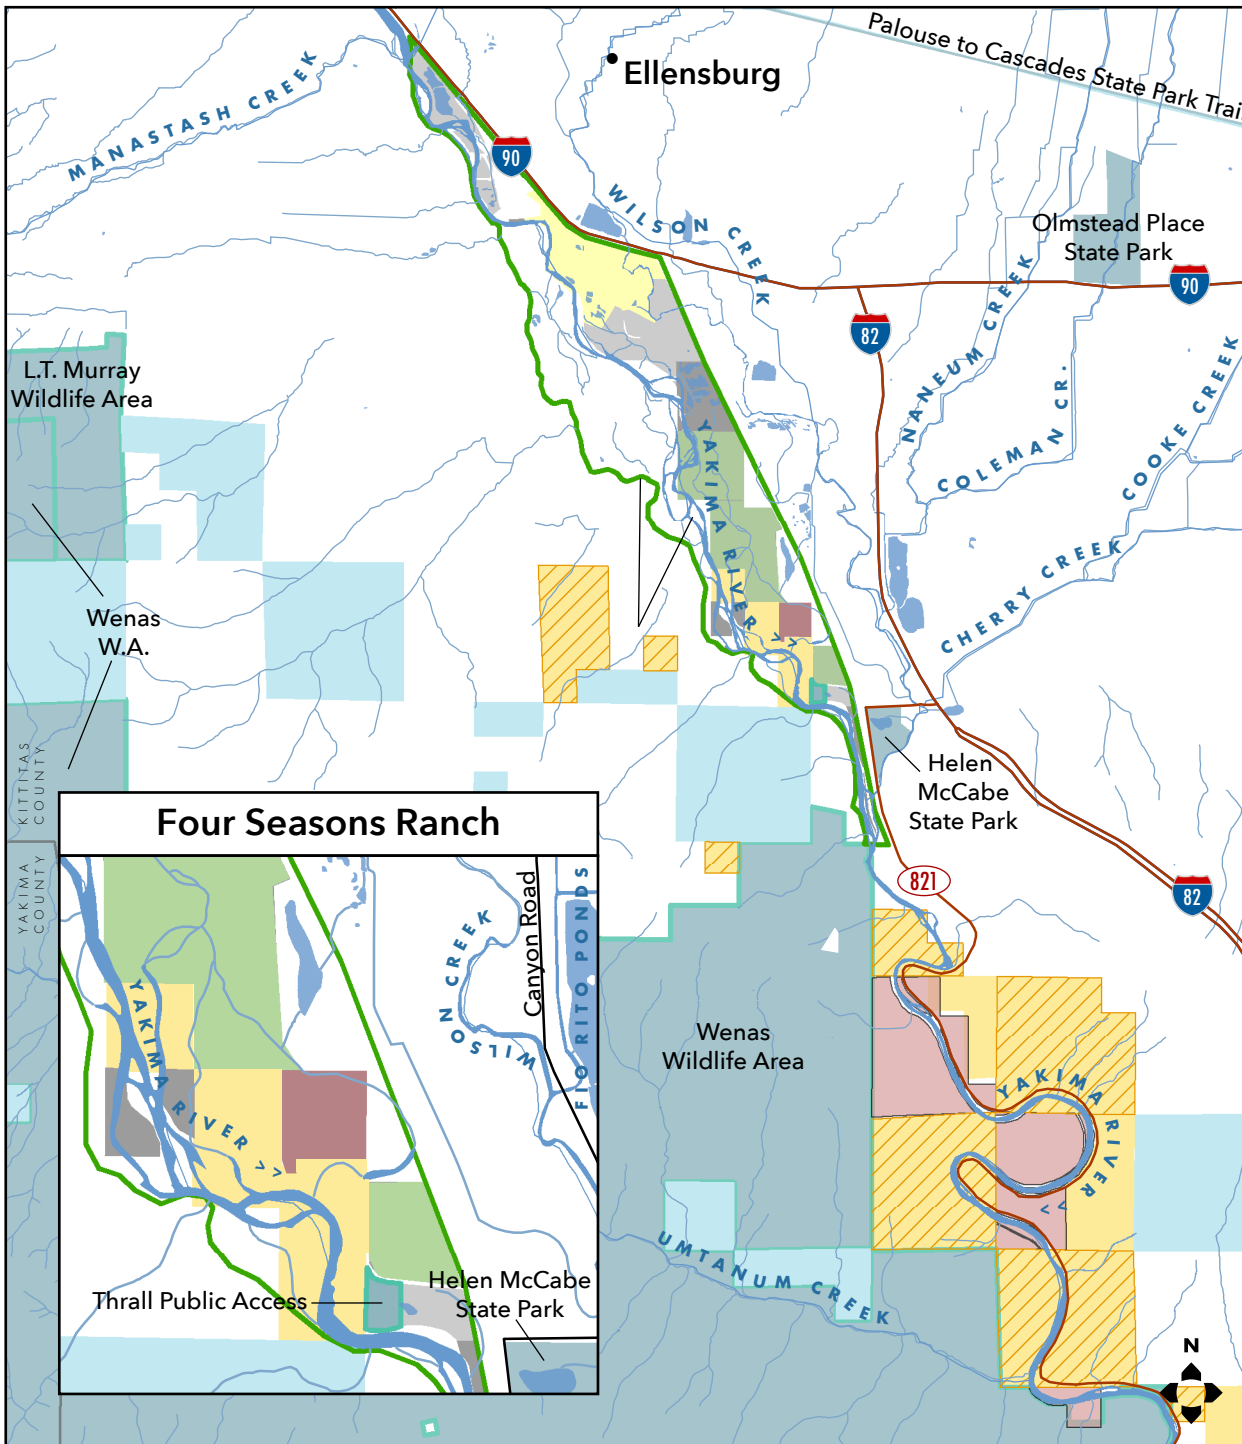 Palouse to Cascades State Park Trail
Ellensburg
MANASTASH CREEK
90
WILSON CREEK
Olmstead Place
State Park
90
82
NANEUM CREEK
COLEMAN CR.
COOKE CREEK
CHERRY CREEK
L.T. Murray
Wildlife Area
YAKIMA RIVER >>
Wenas
W.A.
KITTITAS
COUNTY
YAKIMA
COUNTY
Helen
McCabe
State Park
821
82
Wenas
Wildlife Area
YAKIMA RIVER >>
UMTANUM CREEK
N
Four Seasons Ranch
YAKIMA RIVER >>
WILSON CREEK
Canyon Road
FIO RITO PONDS
Thrall Public Access
Helen McCabe
State Park